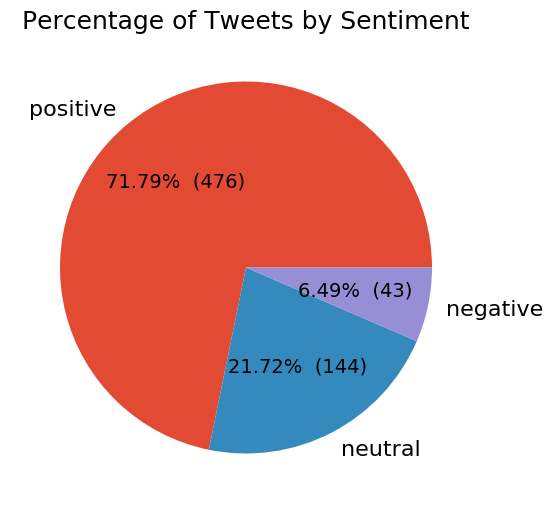 Percentage of Tweets by Sentiment
positive
71.79% (476)
6.49% (43)
negative
21.72% (144)
neutral